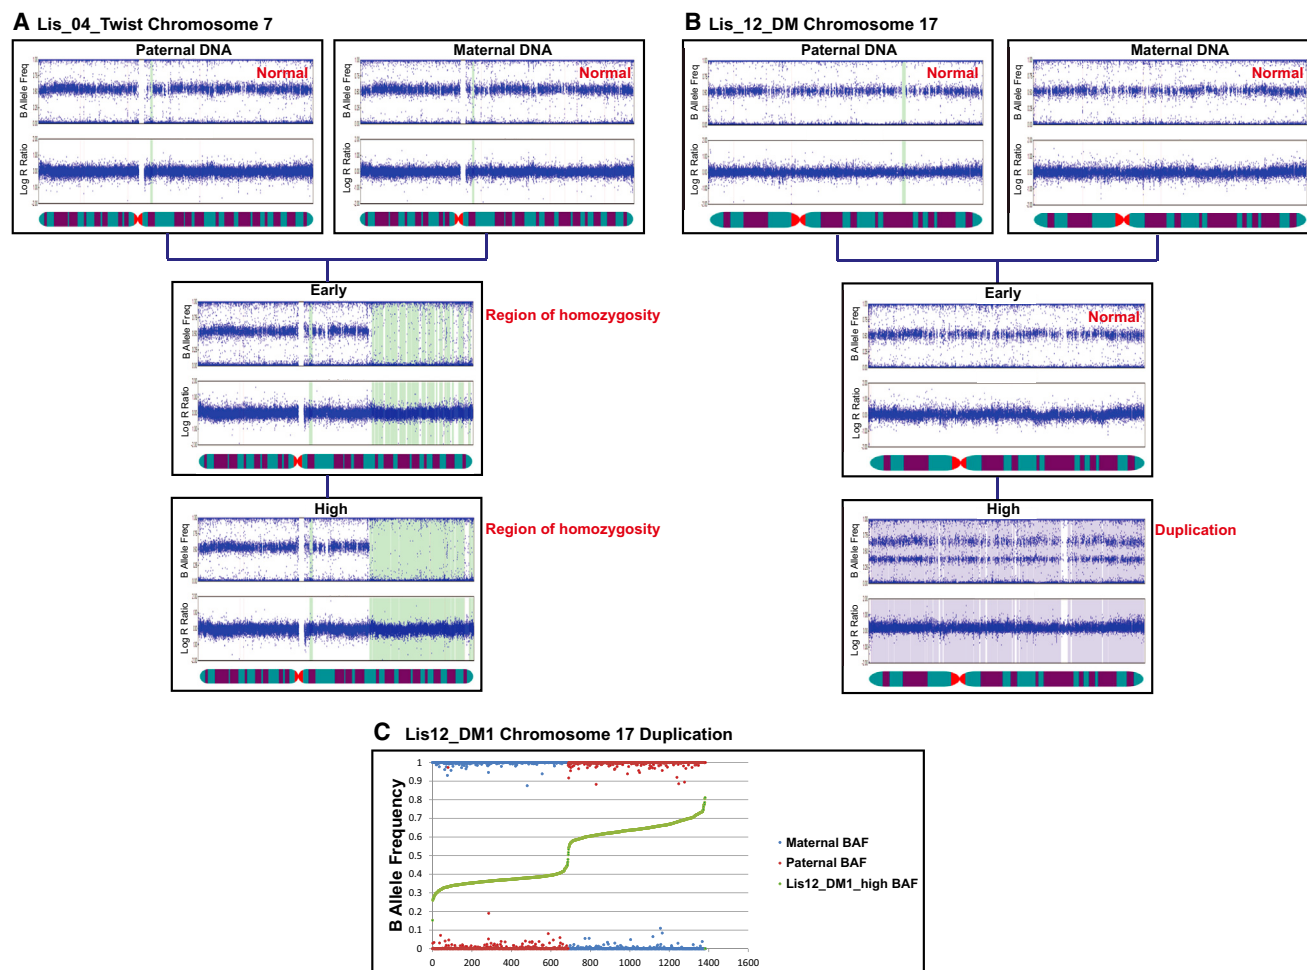 A Lis_04_Twist Chromosome 7
Paternal DNA
Normal
B Allele Freq
Log R Ratio
Maternal DNA
Normal
B Allele Freq
Log R Ratio
Early
Region of homozygosity
B Allele Freq
Log R Ratio
High
Region of homozygosity
B Allele Freq
Log R Ratio
B Lis_12_DM Chromosome 17
Paternal DNA
Normal
B Allele Freq
Log R Ratio
Maternal DNA
Normal
B Allele Freq
Log R Ratio
Early
Normal
B Allele Freq
Log R Ratio
High
Duplication
B Allele Freq
Log R Ratio
C Lis12_DM1 Chromosome 17 Duplication
B Allele Frequency
1
0.9
0.8
0.7
0.6
0.5
0.4
0.3
0.2
0.1
0
0 200 400 600 800 1000 1200 1400 1600
Maternal BAF
Paternal BAF
Lis12_DM1_high BAF